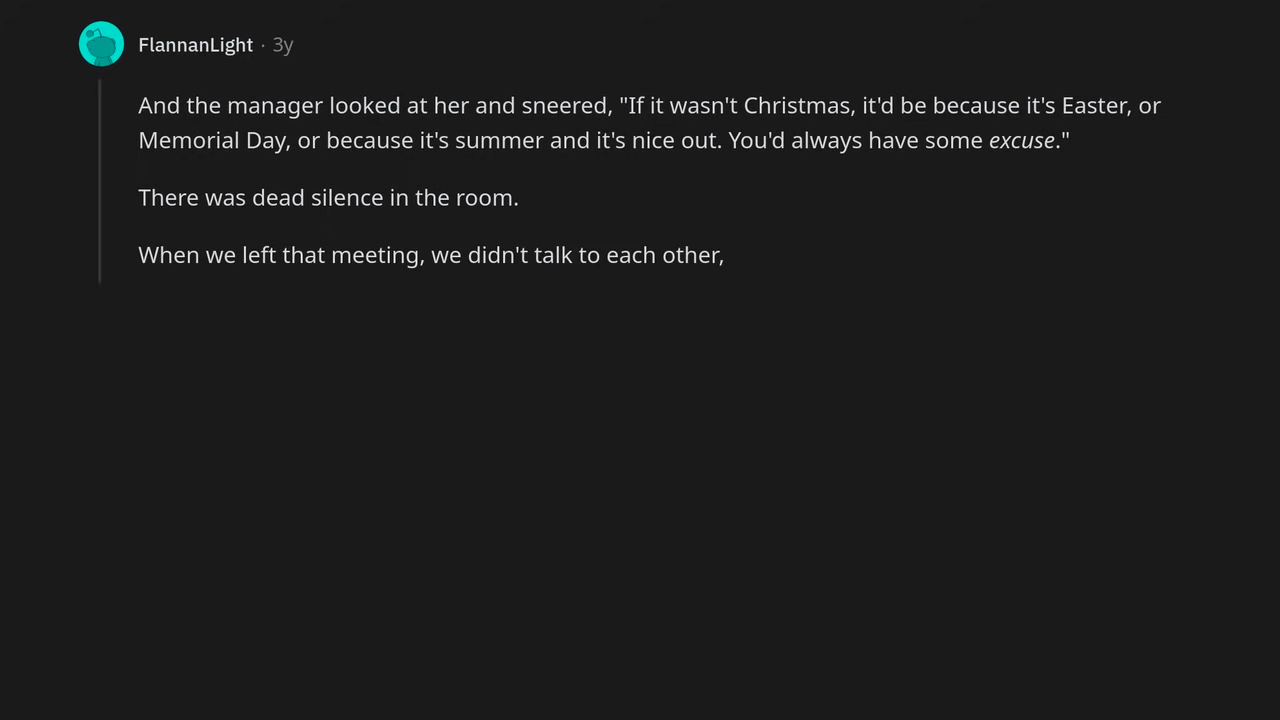 FlannanLight · 3y
And the manager looked at her and sneered, "If it wasn't Christmas, it'd be because it's Easter, or
Memorial Day, or because it's summer and it's nice out. You'd always have some excuse."
There was dead silence in the room.
When we left that meeting, we didn't talk to each other,